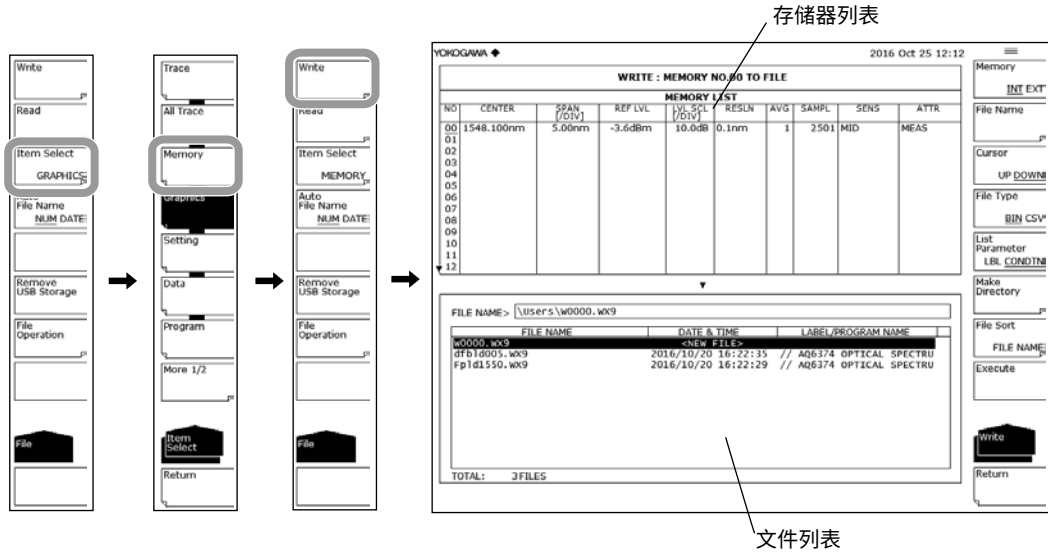 存储器列表
Write
Read
Item Select
GRAPHICS
Auto
File Name
NUM DATE
Remove
USB Storage
File
Operation
File
Trace
All Trace
Memory
Graphics
Setting
Data
Program
More 1/2
Item
Select
Return
Write
Read
Item Select
MEMORY
Auto
File Name
NUM DATE
Remove
USB Storage
File
Operation
File
YOKOGAWA 2016 Oct 25 12:12
WRITE : MEMORY NO.00 TO FILE
MEMORY LIST
NO CENTER SPAN [/DIV] REF LVL LVL SCL [/DIV] RESLN AVG SAMPL SENS ATTR
00 1548.100nm 5.00nm -3.6dBm 10.0dB 0.1nm 1 2501 MID MEAS
01
02
03
04
05
06
07
08
09
10
11
▼ 12
▼
FILE NAME> \Users\W0000.WX9
FILE NAME DATE & TIME LABEL/PROGRAM NAME
W0000.WX9 <NEW FILE>
dfbld005.WX9 2016/10/20 16:22:35 // AQ6374 OPTICAL SPECTRU
Fpld1550.WX9 2016/10/20 16:22:29 // AQ6374 OPTICAL SPECTRU
TOTAL: 3FILES
Memory
INT EXT
File Name
Cursor
UP DOWN
File Type
BIN CSV
List
Parameter
LBL CONDTN
Make
Directory
File Sort
FILE NAME
Execute
Write
Return
文件列表